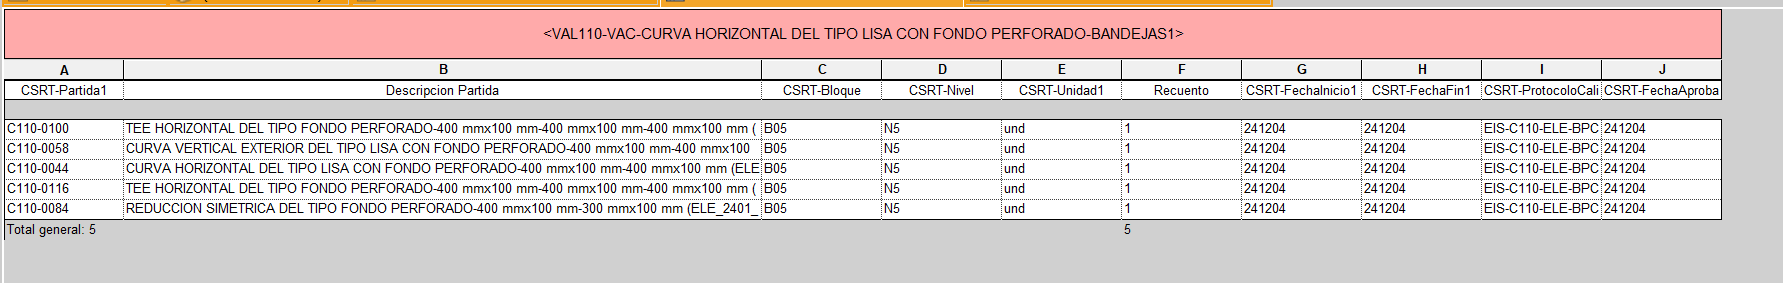 <VAL110-VAC-CURVA HORIZONTAL DEL TIPO LISA CON FONDO PERFORADO-BANDEJAS1>
A B C D E F G H I J
CSRT-Partida1 Descripcion Partida CSRT-Bloque CSRT-Nivel CSRT-Unidad1 Recuento CSRT-FechaInicio1 CSRT-FechaFin1 CSRT-ProtocoloCali CSRT-FechaAproba
C110-0100 TEE HORIZONTAL DEL TIPO FONDO PERFORADO-400 mmx100 mm-400 mmx100 mm-400 mmx100 mm ( B05 N5 und 1 241204 241204 EIS-C110-ELE-BPC 241204
C110-0058 CURVA VERTICAL EXTERIOR DEL TIPO LISA CON FONDO PERFORADO-400 mmx100 mm-400 mmx100 B05 N5 und 1 241204 241204 EIS-C110-ELE-BPC 241204
C110-0044 CURVA HORIZONTAL DEL TIPO LISA CON FONDO PERFORADO-400 mmx100 mm-400 mmx100 mm (ELE B05 N5 und 1 241204 241204 EIS-C110-ELE-BPC 241204
C110-0116 TEE HORIZONTAL DEL TIPO FONDO PERFORADO-400 mmx100 mm-400 mmx100 mm-400 mmx100 mm ( B05 N5 und 1 241204 241204 EIS-C110-ELE-BPC 241204
C110-0084 REDUCCION SIMETRICA DEL TIPO FONDO PERFORADO-400 mmx100 mm-300 mmx100 mm (ELE_2401_ B05 N5 und 1 241204 241204 EIS-C110-ELE-BPC 241204
Total general: 5 5